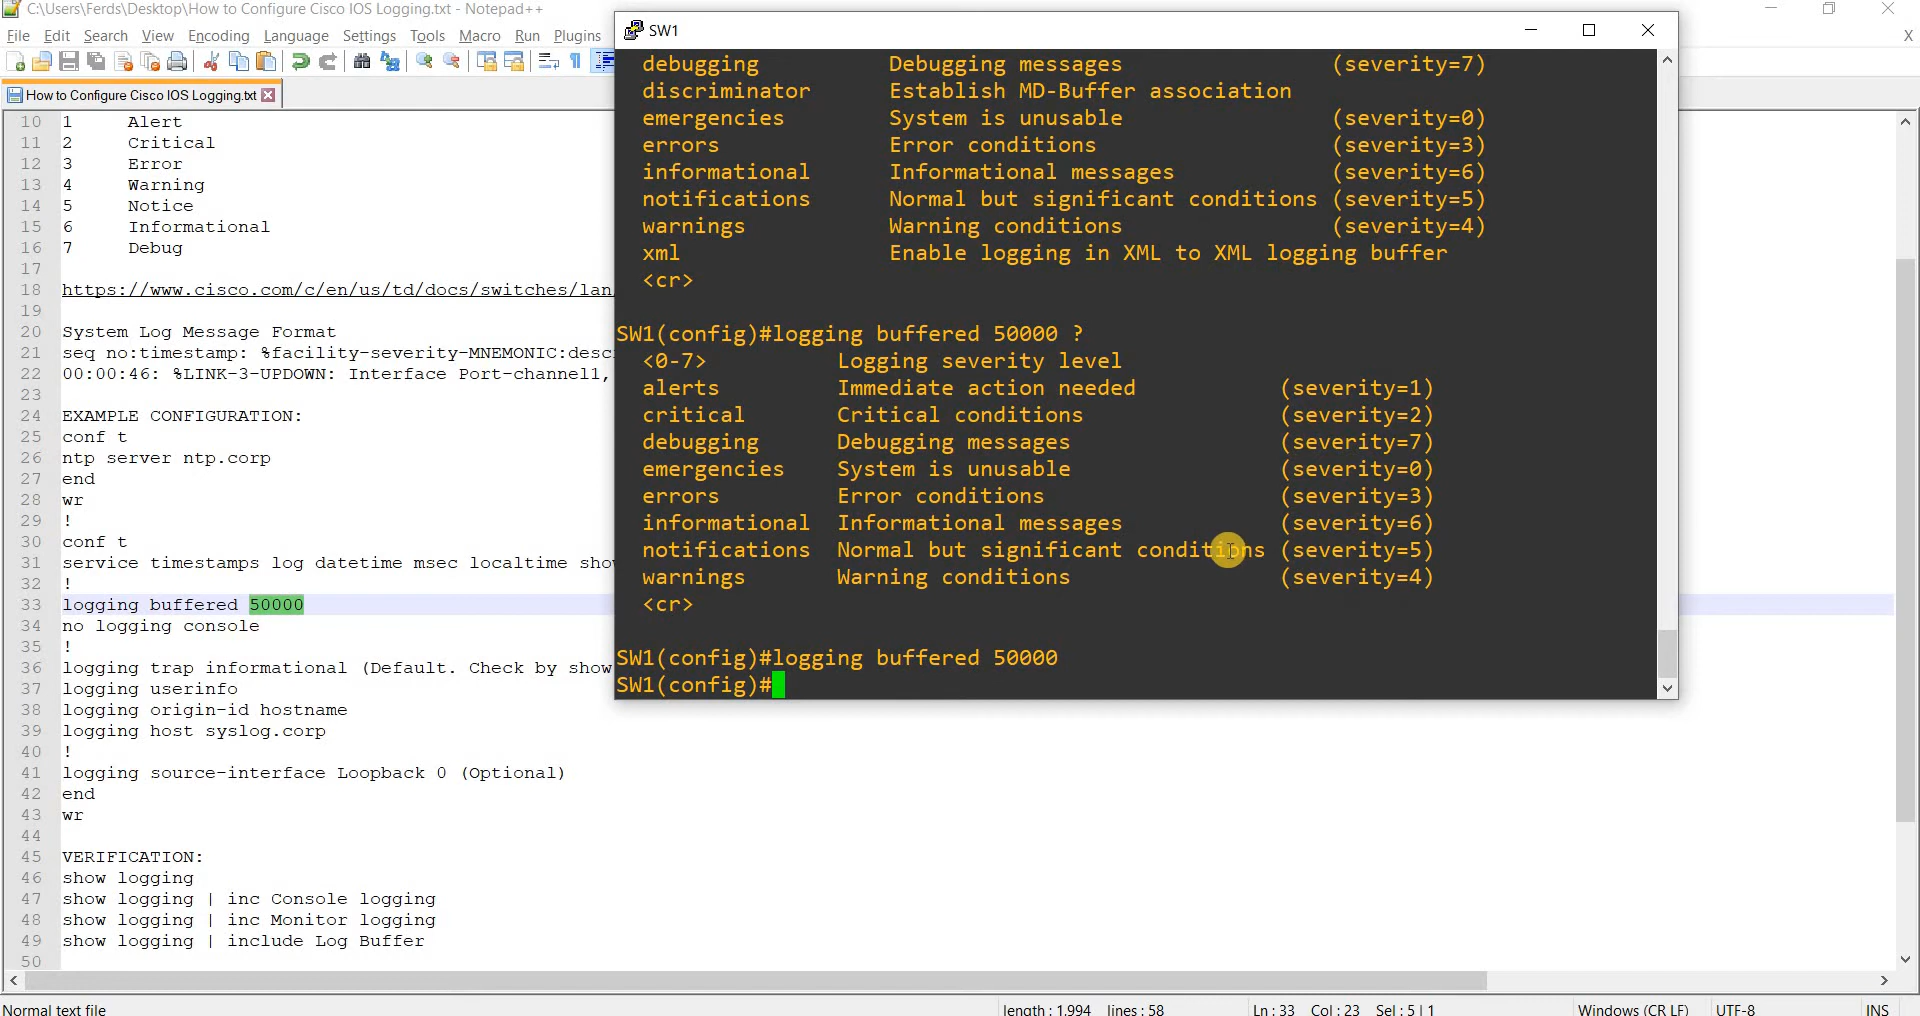 C:\Users\Ferds\Desktop\How to Configure Cisco IOS Logging.txt - Notepad++
File Edit Search View Encoding Language Settings Tools Macro Run Plugins
X
How to Configure Cisco IOS Logging.txt
10 1 Alert
11 2 Critical
12 3 Error
13 4 Warning
14 5 Notice
15 6 Informational
16 7 Debug
17
18 https://www.cisco.com/c/en/us/td/docs/switches/lan
19
20 System Log Message Format
21 seq no:timestamp: %facility-severity-MNEMONIC:desc
22 00:00:46: %LINK-3-UPDOWN: Interface Port-channel1,
23
24 EXAMPLE CONFIGURATION:
25 conf t
26 ntp server ntp.corp
27 end
28 wr
29 !
30 conf t
31 service timestamps log datetime msec localtime sho
32 !
33 logging buffered 50000
34 no logging console
35 !
36 logging trap informational (Default. Check by show
37 logging userinfo
38 logging origin-id hostname
39 logging host syslog.corp
40 !
41 logging source-interface Loopback 0 (Optional)
42 end
43 wr
44
45 VERIFICATION:
46 show logging
47 show logging | inc Console logging
48 show logging | inc Monitor logging
49 show logging | include Log Buffer
50
SW1
debugging Debugging messages (severity=7)
discriminator Establish MD-Buffer association
emergencies System is unusable (severity=0)
errors Error conditions (severity=3)
informational Informational messages (severity=6)
notifications Normal but significant conditions (severity=5)
warnings Warning conditions (severity=4)
xml Enable logging in XML to XML logging buffer
<cr>
SW1(config)#logging buffered 50000 ?
<0-7> Logging severity level
alerts Immediate action needed (severity=1)
critical Critical conditions (severity=2)
debugging Debugging messages (severity=7)
emergencies System is unusable (severity=0)
errors Error conditions (severity=3)
informational Informational messages (severity=6)
notifications Normal but significant conditions (severity=5)
warnings Warning conditions (severity=4)
<cr>
SW1(config)#logging buffered 50000
SW1(config)#
Normal text file length : 1,994 lines : 58 Ln : 33 Col : 23 Sel : 5 | 1 Windows (CR LF) UTF-8 INS